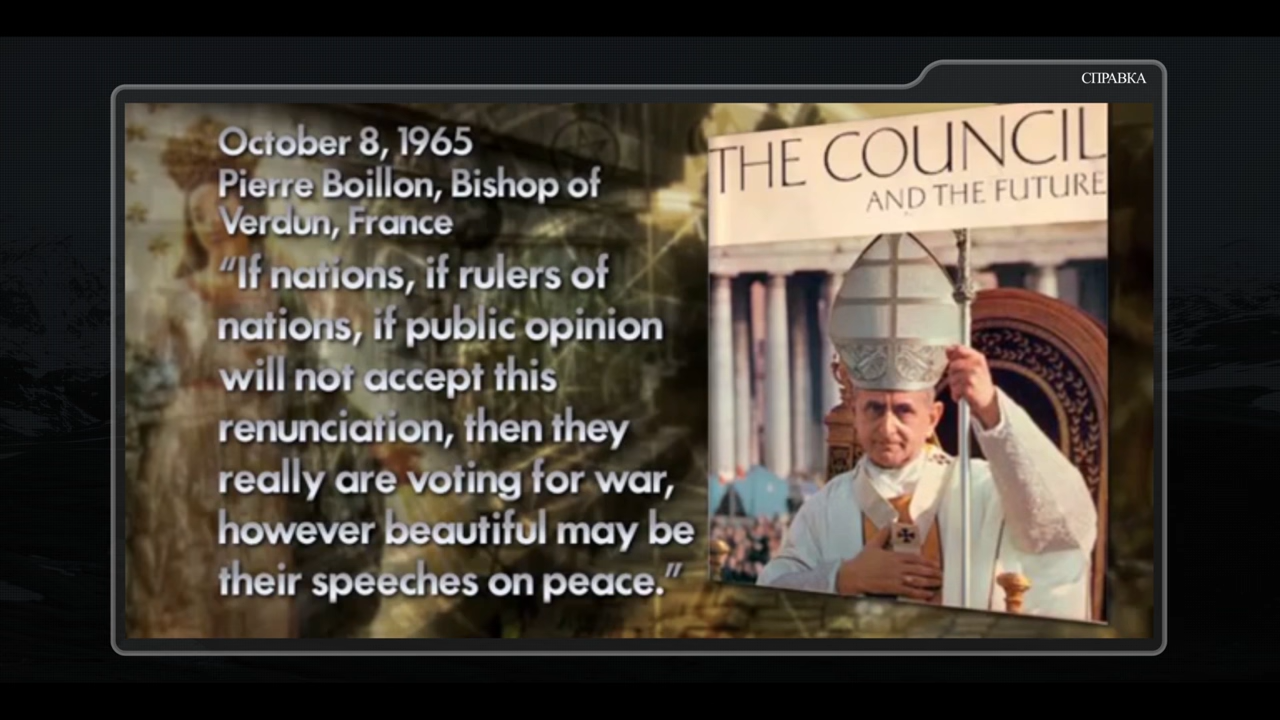 СПРАВКА
October 8, 1965
Pierre Boillon, Bishop of
Verdun, France
“If nations, if rulers of
nations, if public opinion
will not accept this
renunciation, then they
really are voting for war,
however beautiful may be
their speeches on peace.”
THE COUNCIL
AND THE FUTURE